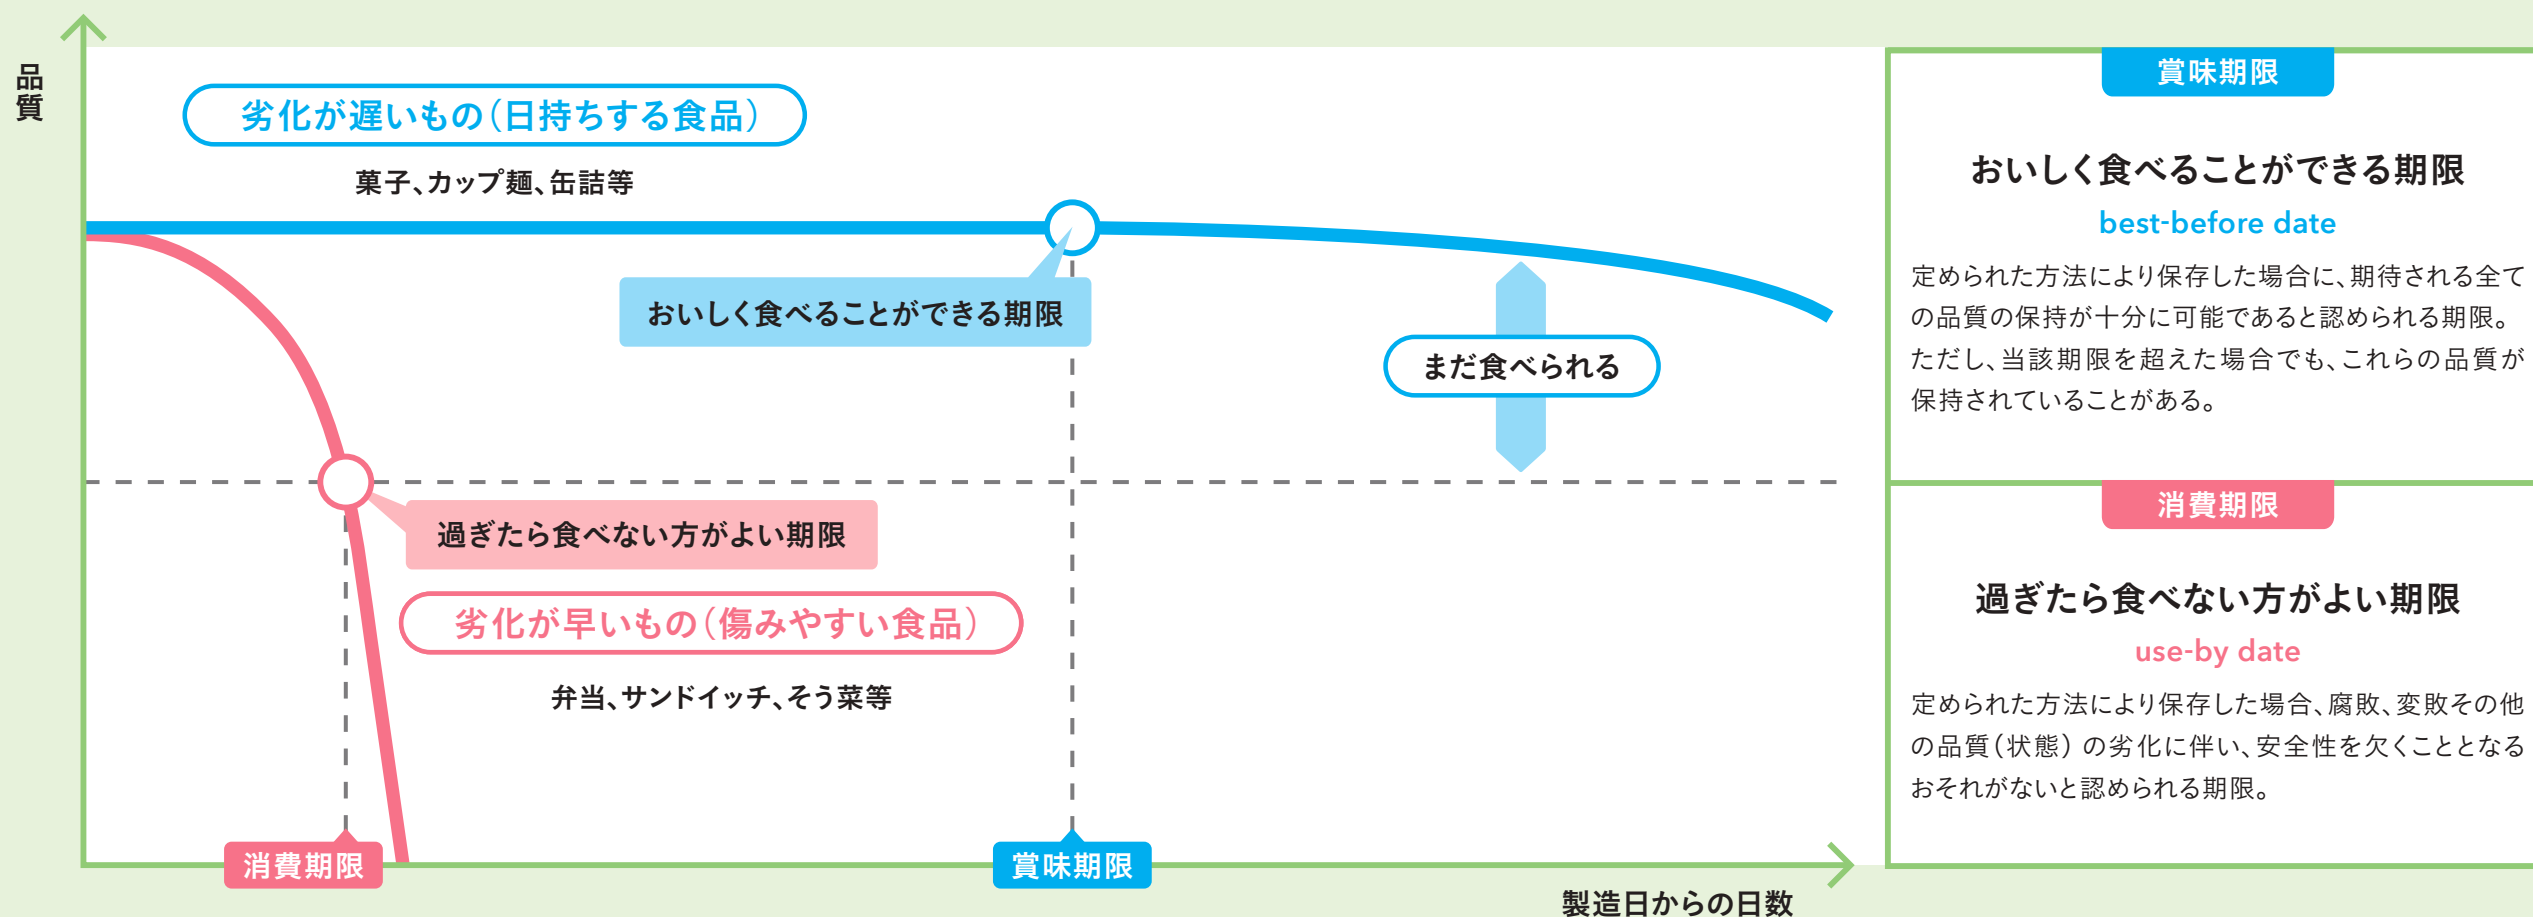 品質
劣化が遅いもの（日持ちする食品）
菓子、カップ麺、缶詰等
おいしく食べることができる期限
まだ食べられる
過ぎたら食べない方がよい期限
劣化が早いもの（傷みやすい食品）
弁当、サンドイッチ、そう菜等
消費期限
賞味期限
製造日からの日数
賞味期限
おいしく食べることができる期限
best-before date
定められた方法により保存した場合に、期待される全て
の品質の保持が十分に可能であると認められる期限。
ただし、当該期限を超えた場合でも、これらの品質が
保持されていることがある。
消費期限
過ぎたら食べない方がよい期限
use-by date
定められた方法により保存した場合、腐敗、変敗その他
の品質（状態）の劣化に伴い、安全性を欠くこととなる
おそれがないと認められる期限。